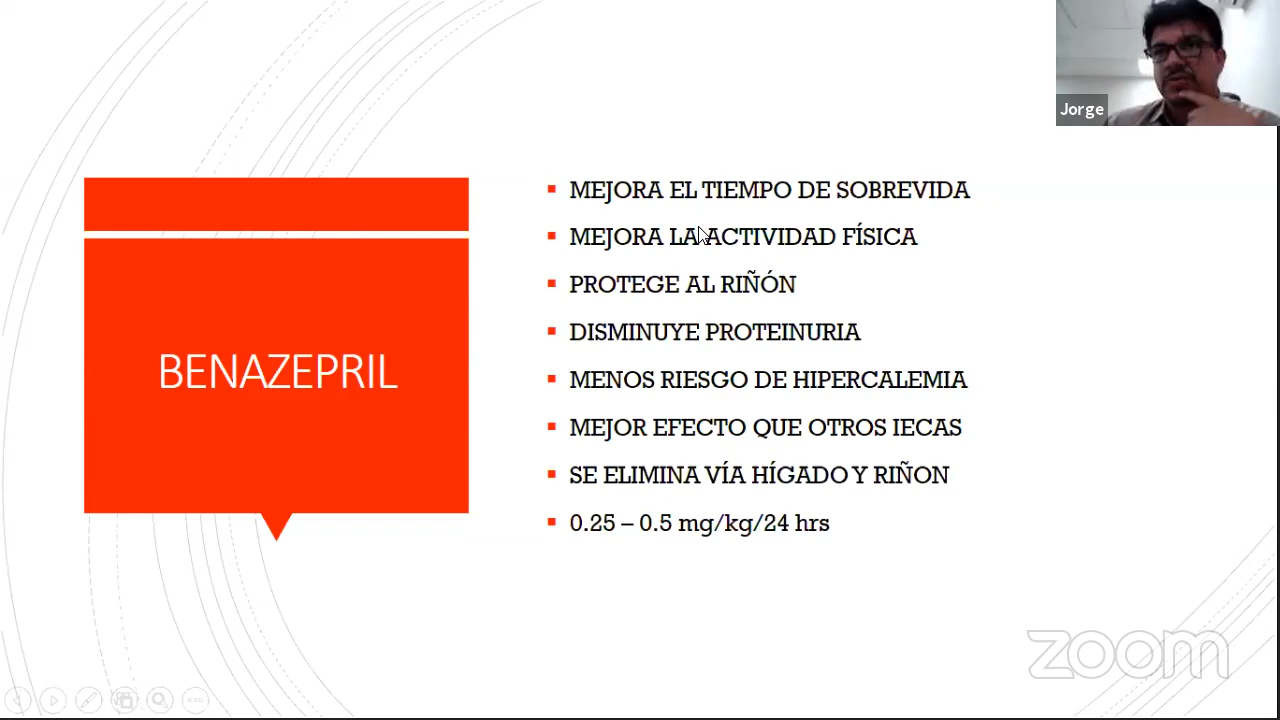 Jorge
BENAZEPRIL
MEJORA EL TIEMPO DE SOBREVIDA
MEJORA LA ACTIVIDAD FÍSICA
PROTEGE AL RIÑÓN
DISMINUYE PROTEINURIA
MENOS RIESGO DE HIPERCALEMIA
MEJOR EFECTO QUE OTROS IECAS
SE ELIMINA VÍA HÍGADO Y RIÑON
0.25 – 0.5 mg/kg/24 hrs
zoom